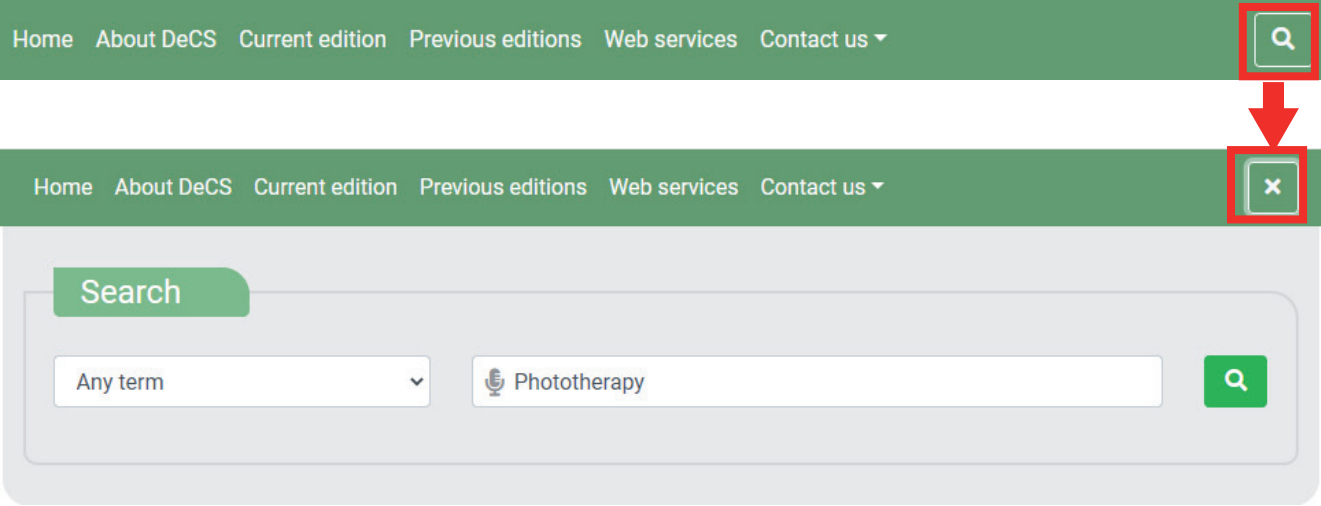 Home About DeCS Current edition Previous editions Web services Contact us
Home About DeCS Current edition Previous editions Web services Contact us
Search
Any term Phototherapy